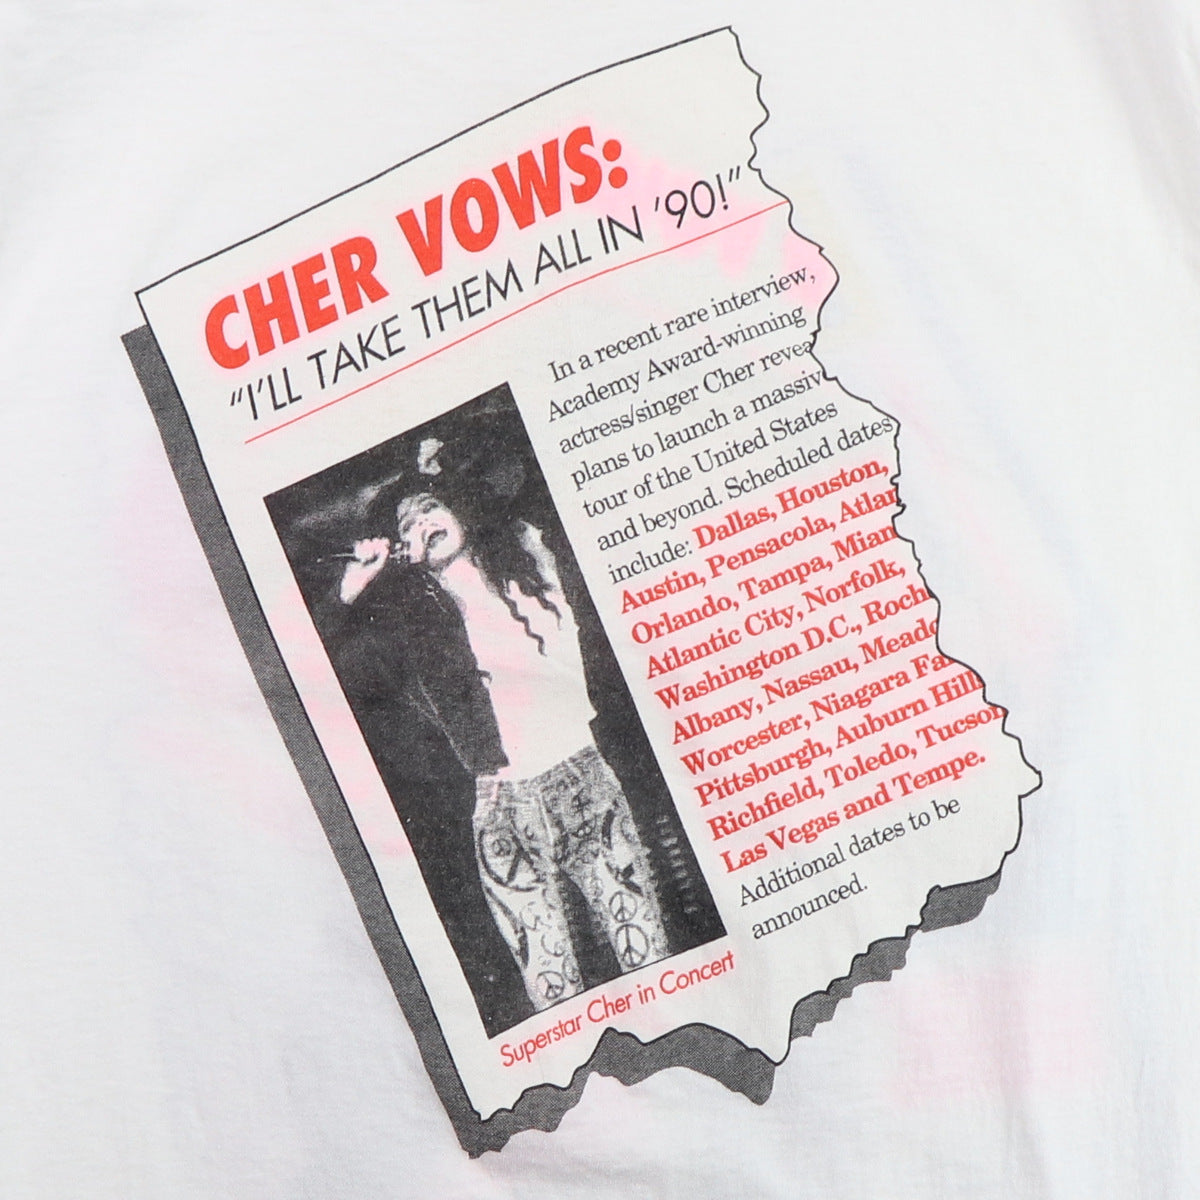 CHER VOWS:
"I'LL TAKE THEM ALL IN '90!"
In a recent rare interview,
Academy Award-winning
actress/singer Cher revea
plans to launch a massiv
tour of the United States
and beyond. Scheduled dates
include: Dallas, Houston,
Austin, Pensacola, Atlan
Orlando, Tampa, Miam
Atlantic City, Norfolk,
Washington D.C., Roch
Albany, Nassau, Meado
Worcester, Niagara Fa
Pittsburgh, Auburn Hill
Richfield, Toledo, Tucson
Las Vegas and Tempe.
Additional dates to be
announced.
Superstar Cher in Concert